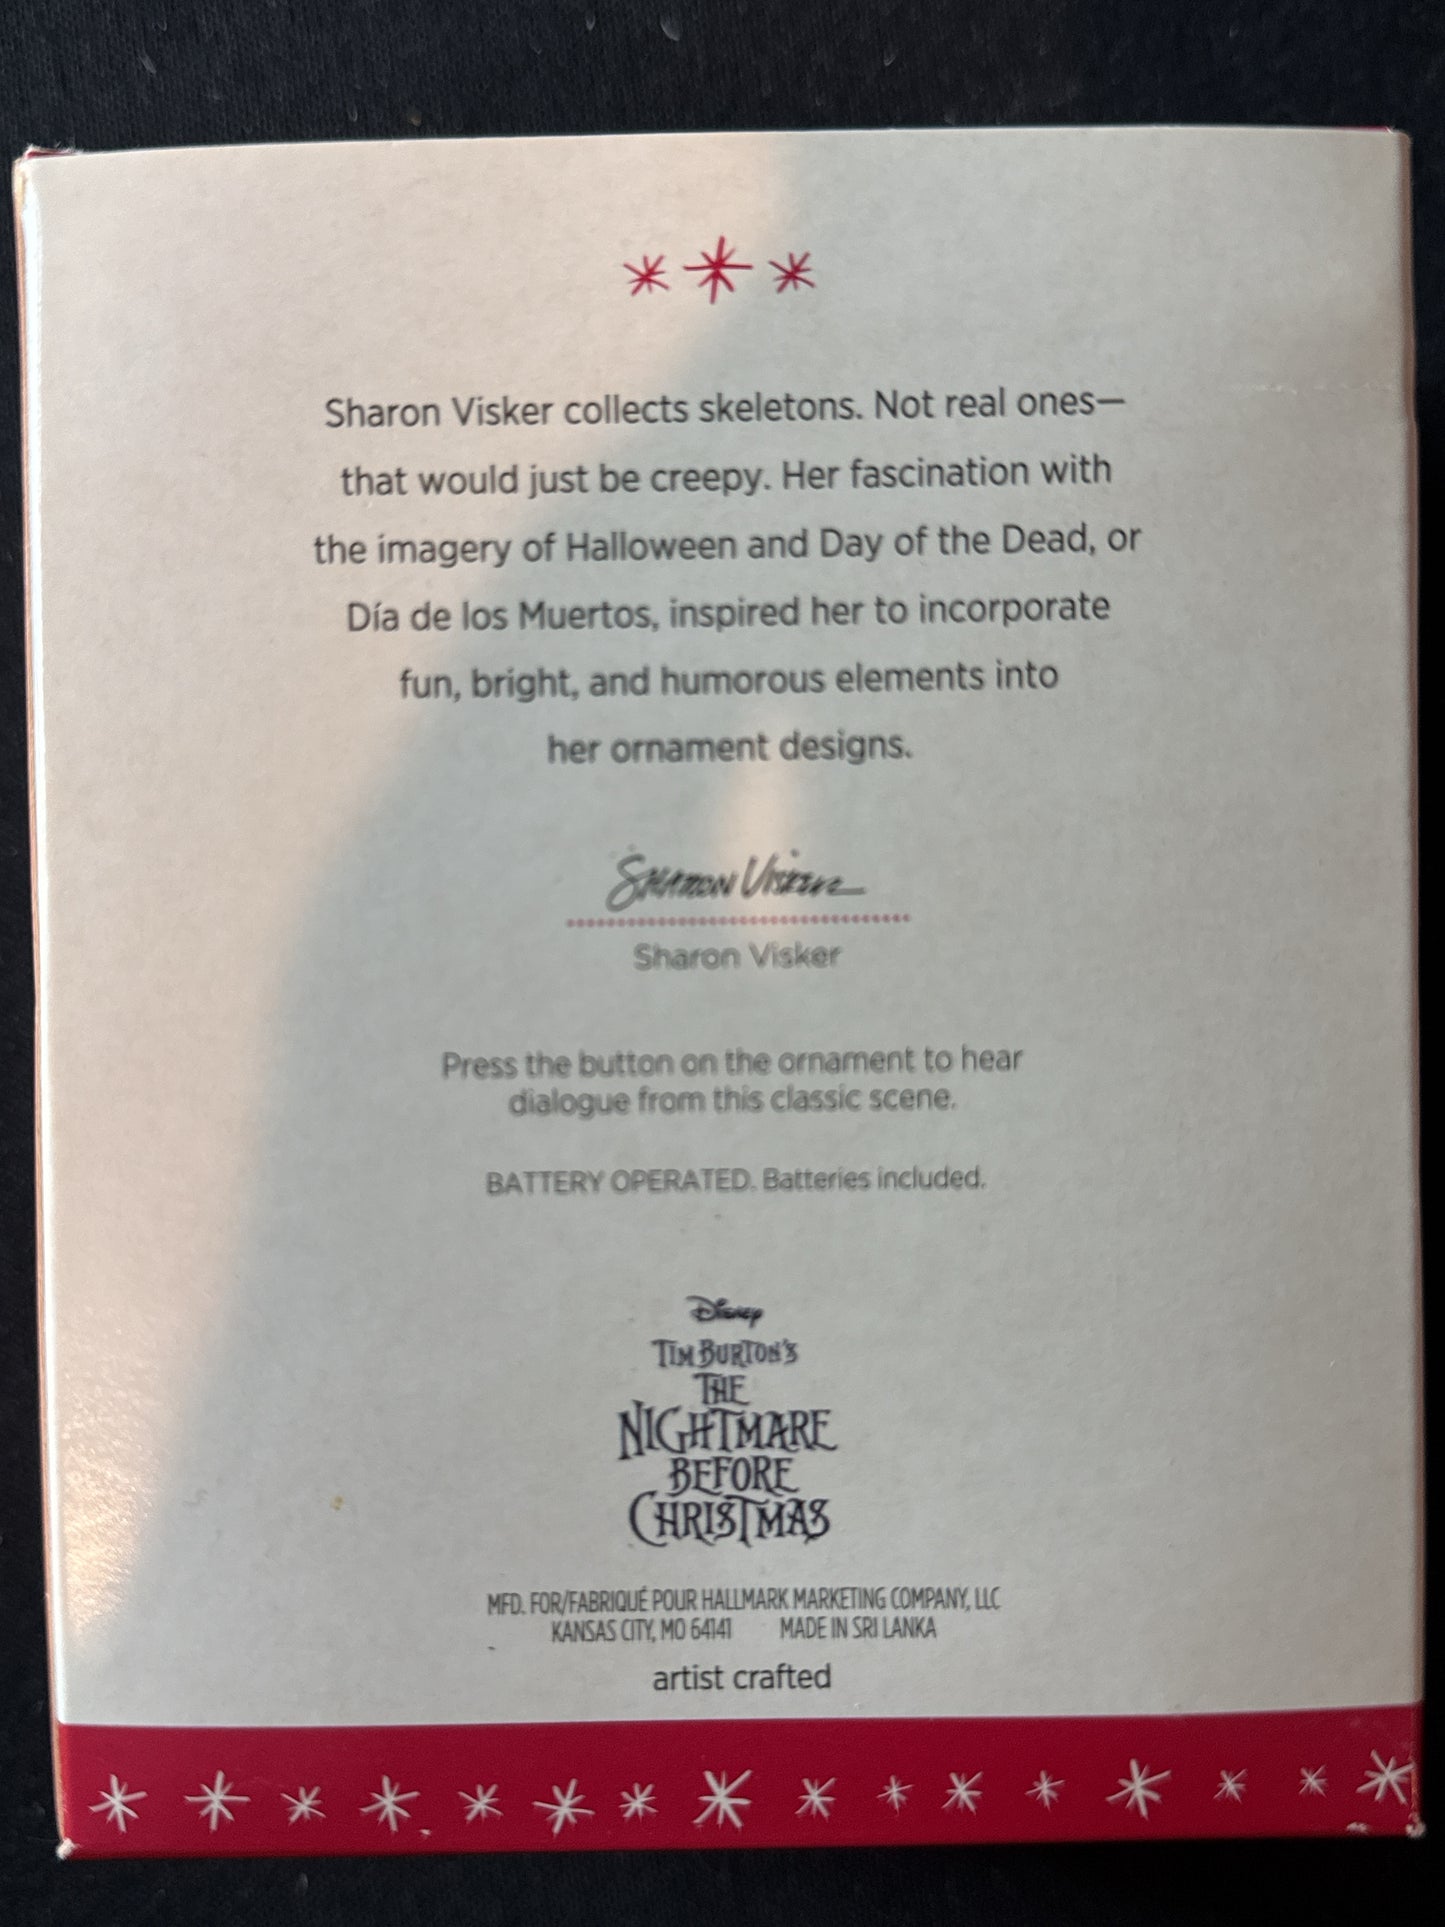 Sharon Visker collects skeletons. Not real ones—
that would just be creepy. Her fascination with
the imagery of Halloween and Day of the Dead, or
Día de los Muertos, inspired her to incorporate
fun, bright, and humorous elements into
her ornament designs.
SHARON VISKER
Sharon Visker
Press the button on the ornament to hear
dialogue from this classic scene.
BATTERY OPERATED. Batteries included.
Disney
TIM BURTON'S
THE
NIGHTMARE
BEFORE
CHRISTMAS
MFD. FOR/FABRIQUÉ POUR HALLMARK MARKETING COMPANY, LLC
KANSAS CITY, MO 64141 MADE IN SRI LANKA
artist crafted